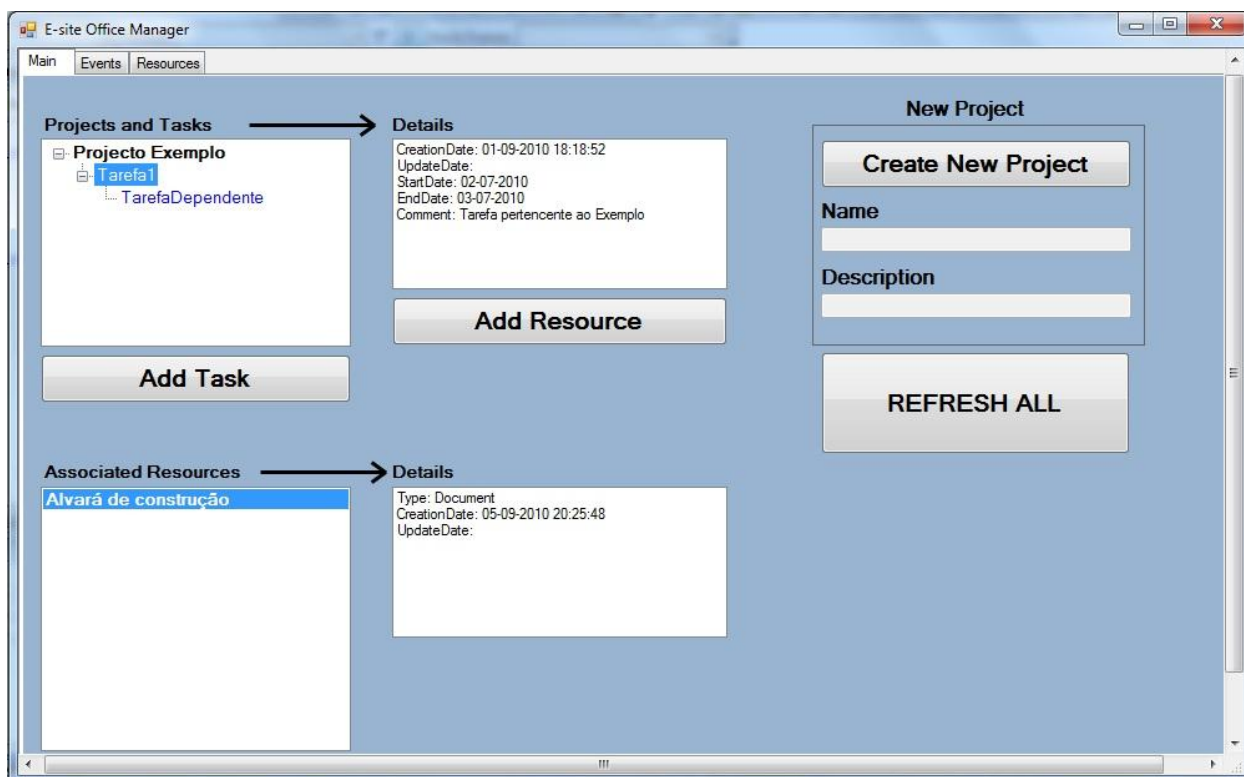 E-site Office Manager
Main Events Resources
Projects and Tasks
Projecto Exemplo
Tarefa1
TarefaDependente
Add Task
Details
CreationDate: 01-09-2010 18:18:52
UpdateDate:
StartDate: 02-07-2010
EndDate: 03-07-2010
Comment: Tarefa pertencente ao Exemplo
Add Resource
New Project
Create New Project
Name
Description
REFRESH ALL
Associated Resources
Alvará de construção
Details
Type: Document
CreationDate: 05-09-2010 20:25:48
UpdateDate: